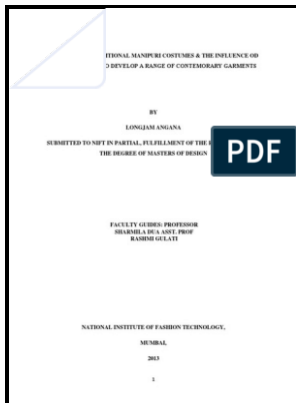 ITIONAL MANIPURI COSTUMES & THE INFLUENCE OD
O DEVELOP A RANGE OF CONTEMORARY GARMENTS
BY
LONGJAM ANGANA
SUBMITTED TO NIFT IN PARTIAL, FULFILLMENT OF THE
THE DEGREE OF MASTERS OF DESIGN
PDF
FACULTY GUIDES: PROFESSOR
SHARMILA DUA ASST. PROF
RASHMI GULATI
NATIONAL INSTITUTE OF FASHION TECHNOLOGY,
MUMBAI,
2013
1